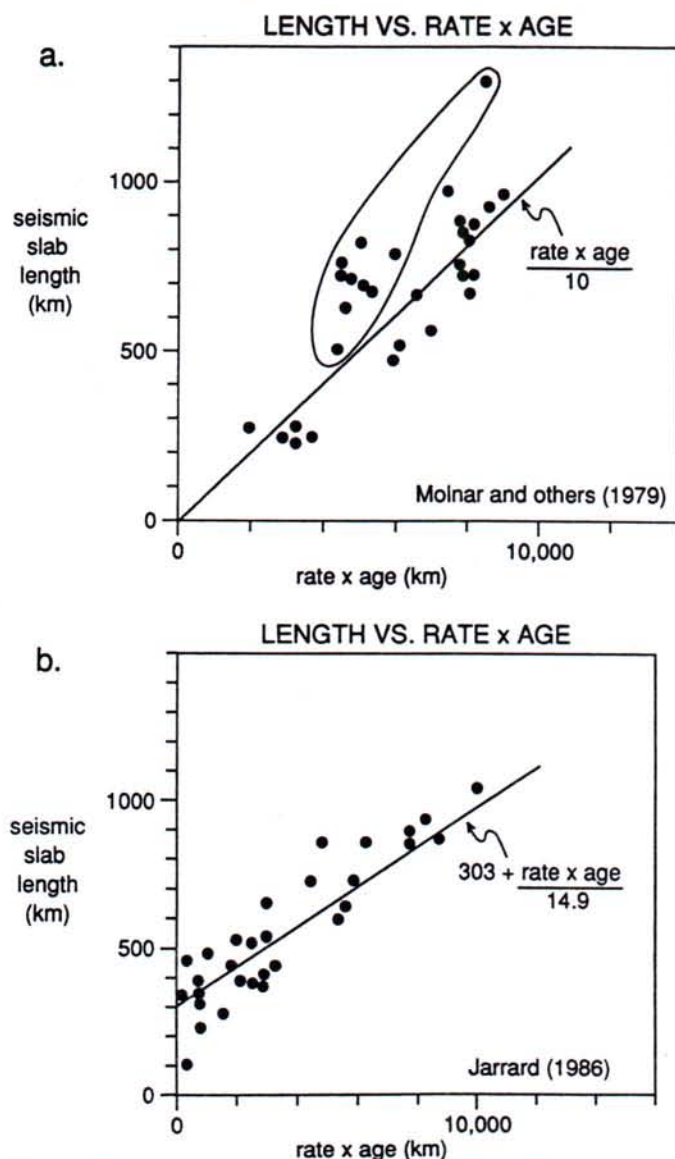 LENGTH VS. RATE x AGE
a.
1000
500
0
seismic
slab
length
(km)
rate x age
10
Molnar and others (1979)
0
10,000
rate x age (km)
LENGTH VS. RATE x AGE
b.
1000
500
0
seismic
slab
length
(km)
303 + rate x age
14.9
Jarrard (1986)
0
10,000
rate x age (km)